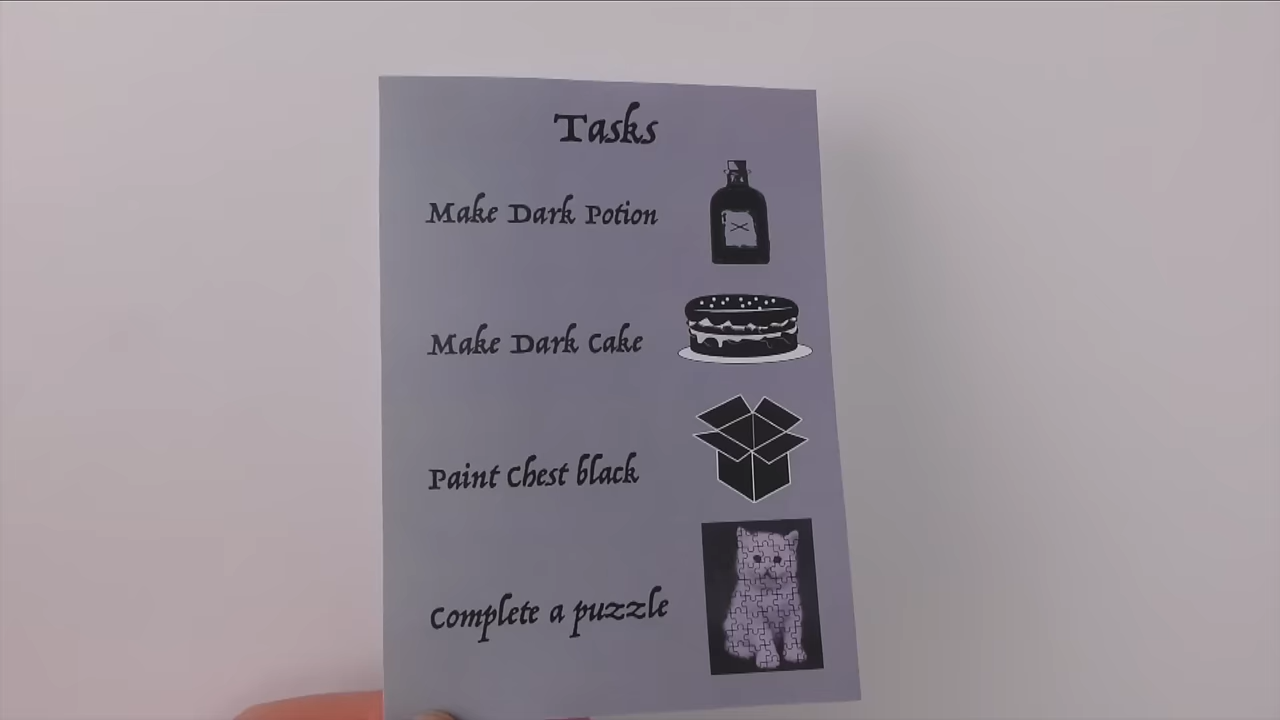 Tasks
Make Dark Potion
Make Dark Cake
Paint Chest black
Complete a puzzle